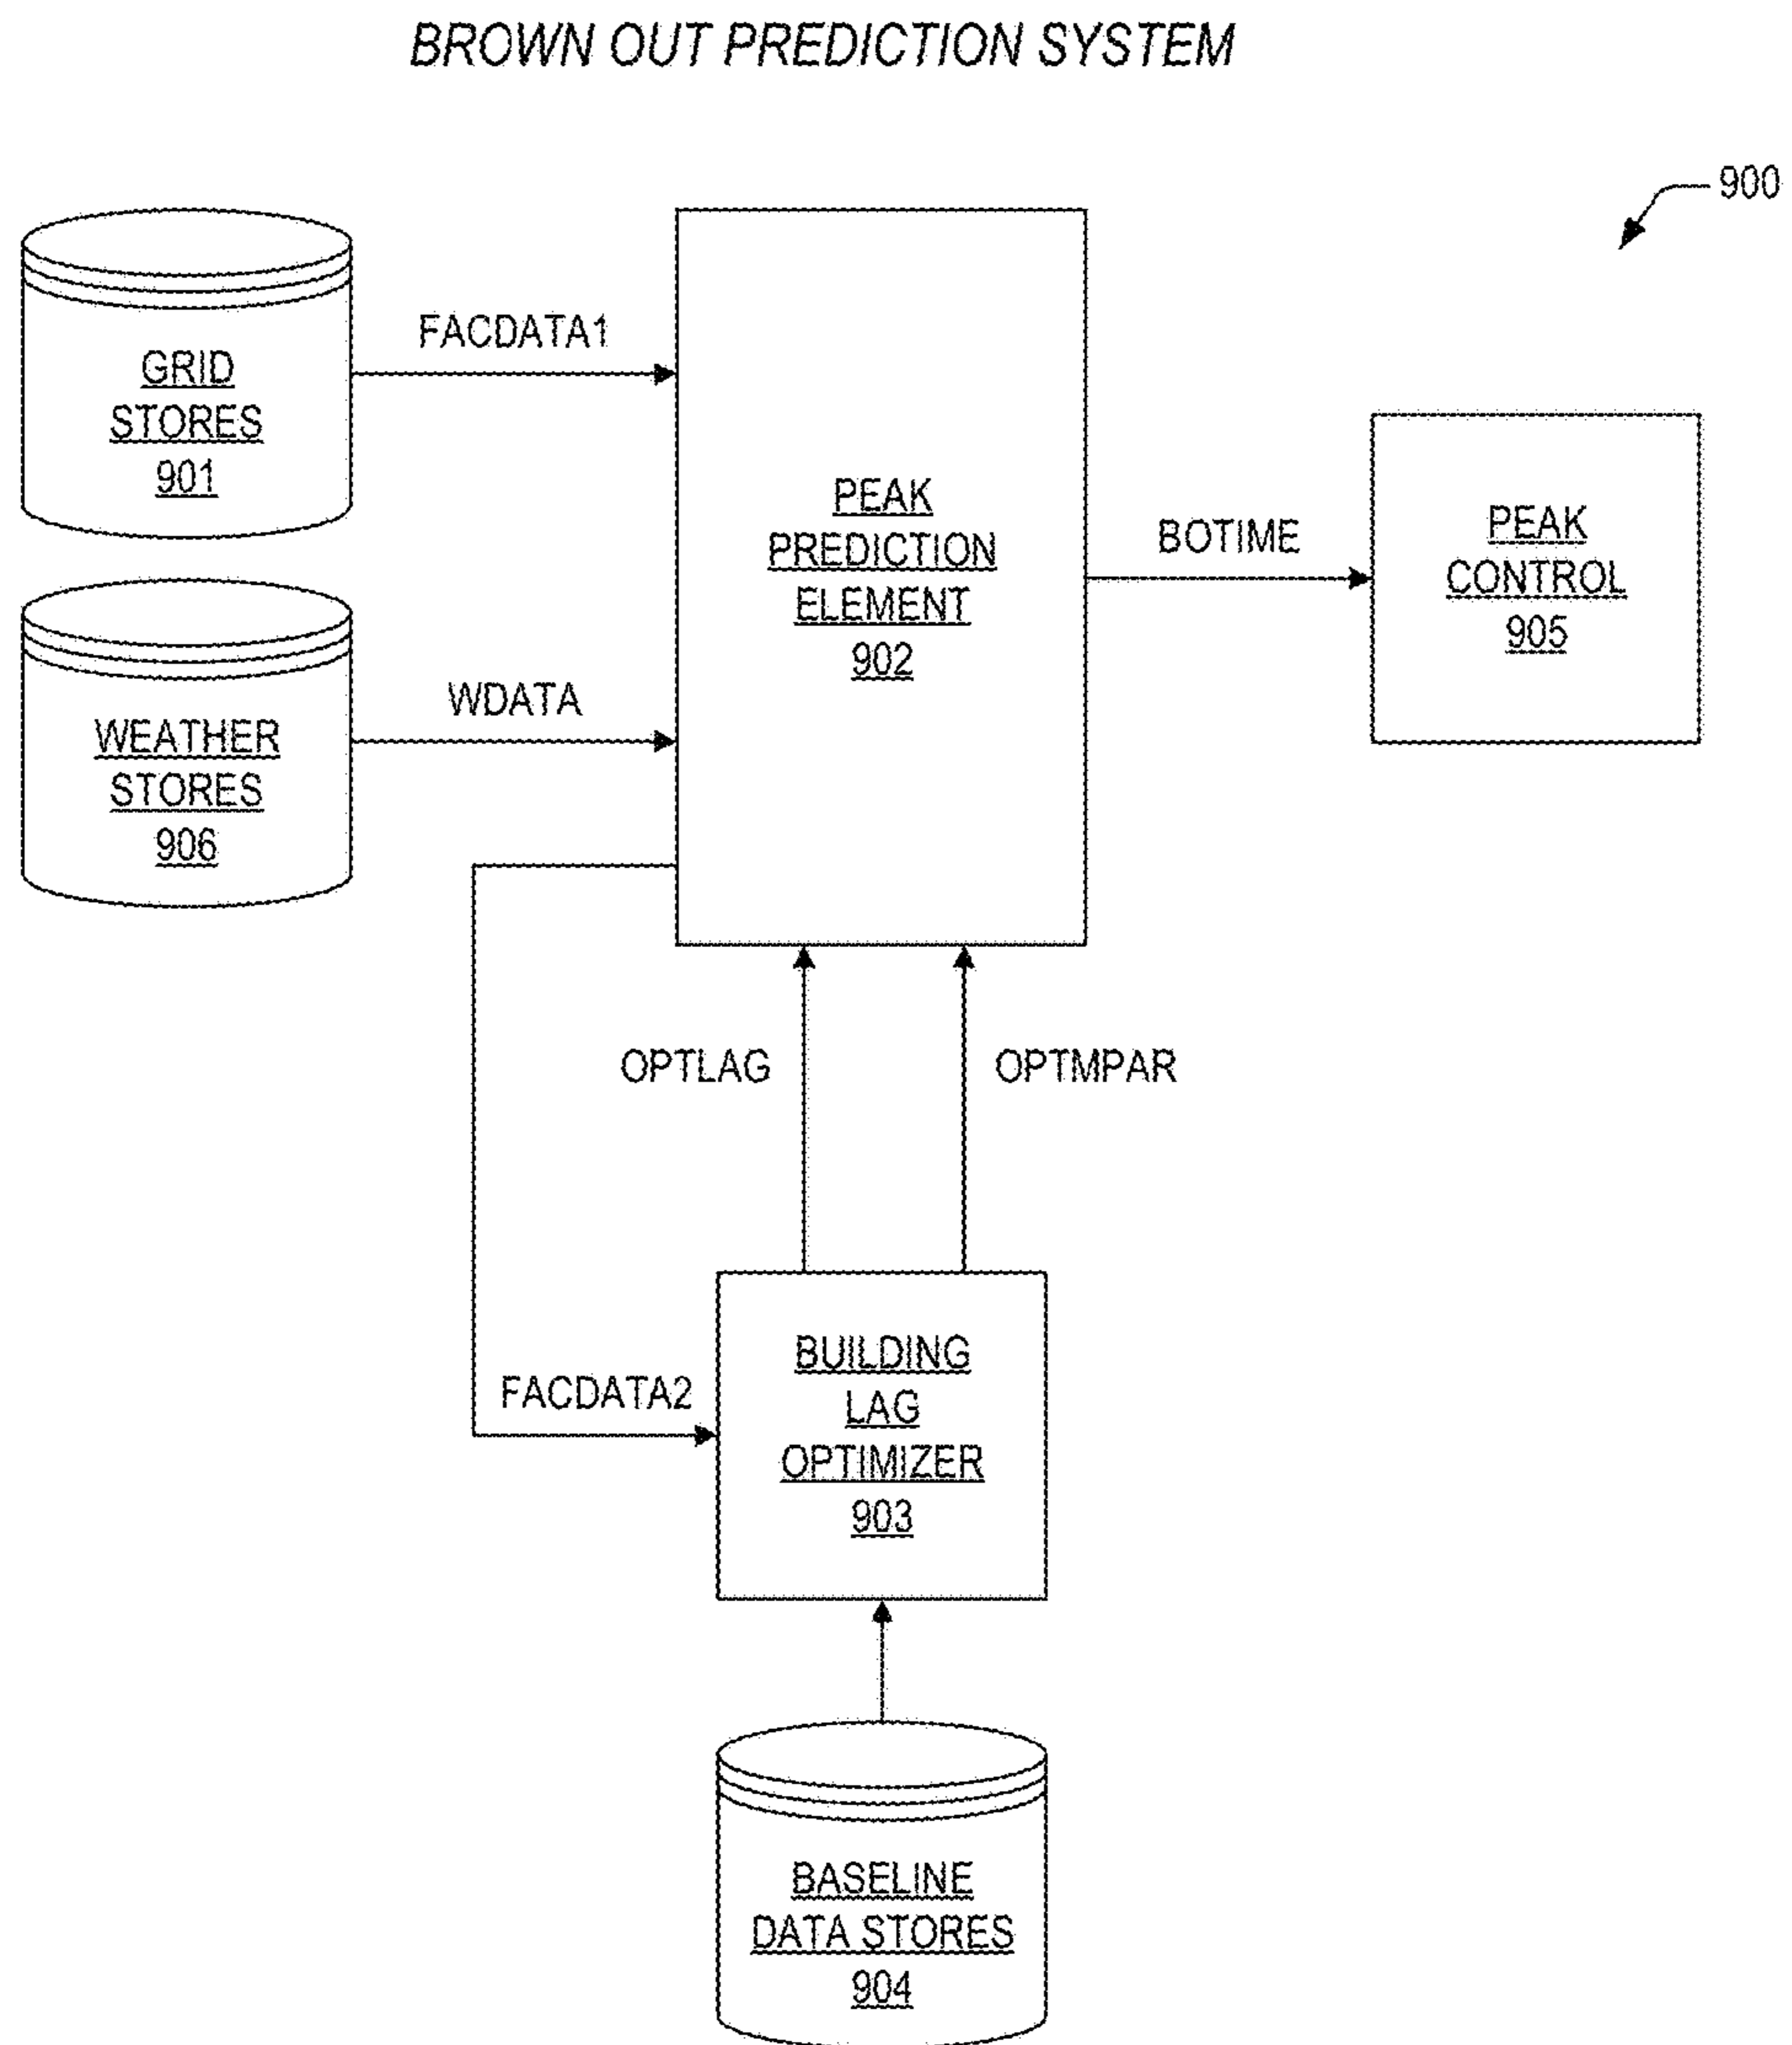 BROWN OUT PREDICTION SYSTEM
900
GRID
STORES
901
FACDATA1
PEAK
PREDICTION
ELEMENT
902
BOTIME
PEAK
CONTROL
905
WEATHER
STORES
906
WDATA
OPTLAG
OPTMPAR
FACDATA2
BUILDING
LAG
OPTIMIZER
903
BASELINE
DATA STORES
904